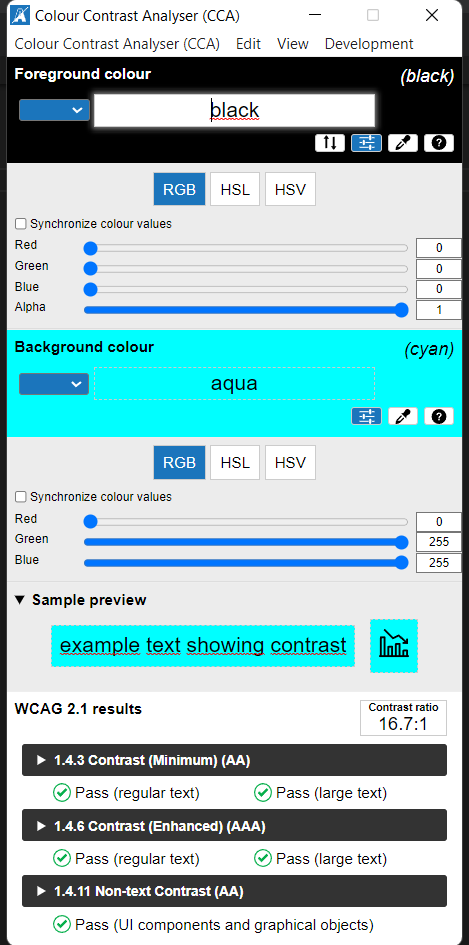 Colour Contrast Analyser (CCA)
Colour Contrast Analyser (CCA) Edit View Development
Foreground colour (black)
black
RGB HSL HSV
Synchronize colour values
Red 0
Green 0
Blue 0
Alpha 1
Background colour (cyan)
aqua
RGB HSL HSV
Synchronize colour values
Red 0
Green 255
Blue 255
Sample preview
example text showing contrast
WCAG 2.1 results
Contrast ratio
16.7:1
1.4.3 Contrast (Minimum) (AA)
Pass (regular text) Pass (large text)
1.4.6 Contrast (Enhanced) (AAA)
Pass (regular text) Pass (large text)
1.4.11 Non-text Contrast (AA)
Pass (UI components and graphical objects)